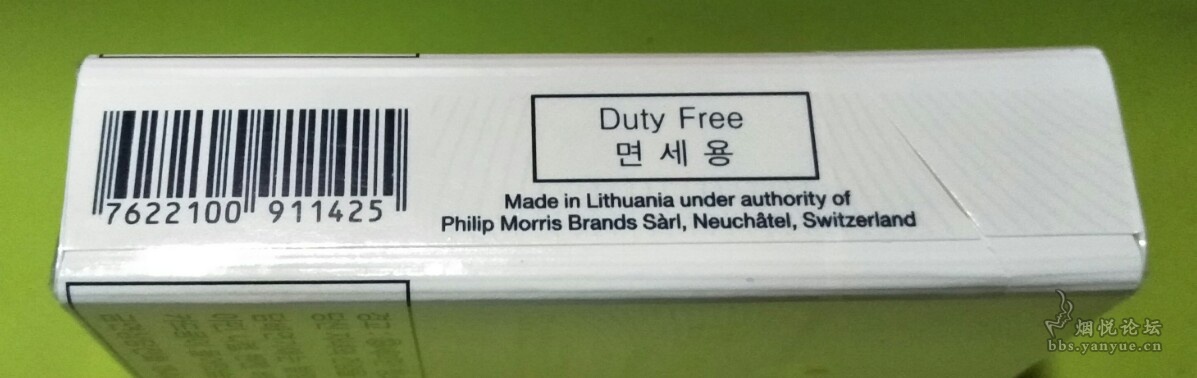 Duty Free
면세용
7622100 911425
Made in Lithuania under authority of
Philip Morris Brands Sàrl, Neuchâtel, Switzerland
烟悦论坛
bbs.yanyue.cn